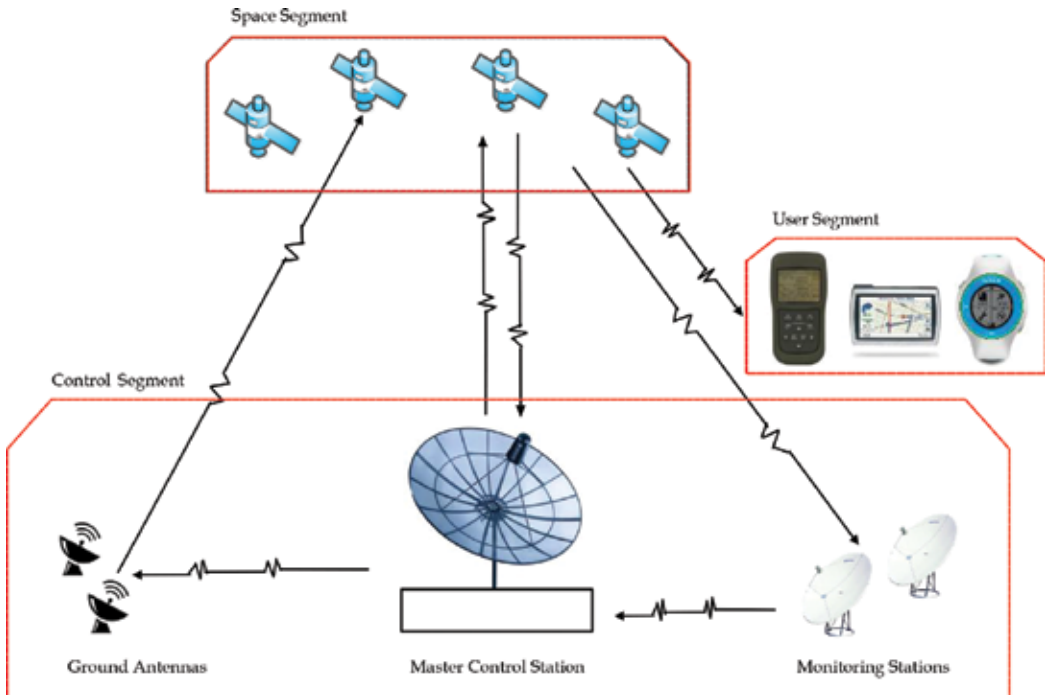 Space Segment
User Segment
Control Segment
Ground Antennas
Master Control Station
Monitoring Stations